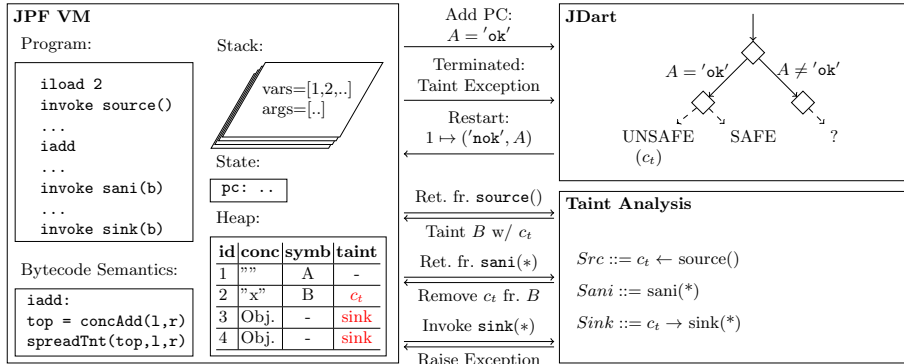 JPF VM
Program:
iload 2
invoke source()
...
iadd
...
invoke sani(b)
...
invoke sink(b)
Bytecode Semantics:
iadd:
top = concAdd(l,r)
spreadTnt(top,l,r)
Stack:
vars=[1,2,..]
args=[..]
State:
pc: ..
Heap:
id conc symb taint
1 "" A -
2 "x" B c_t
3 Obj. - sink
4 Obj. - sink
Add PC:
A = 'ok'
Terminated:
Taint Exception
Restart:
1 ↦ ('nok', A)
Ret. fr. source()
Taint B w/ c_t
Ret. fr. sani(*)
Remove c_t fr. B
Invoke sink(*)
Raise Exception
JDart
A = 'ok' A ≠ 'ok'
UNSAFE SAFE ?
(c_t)
Taint Analysis
Src ::= c_t ← source()
Sani ::= sani(*)
Sink ::= c_t → sink(*)